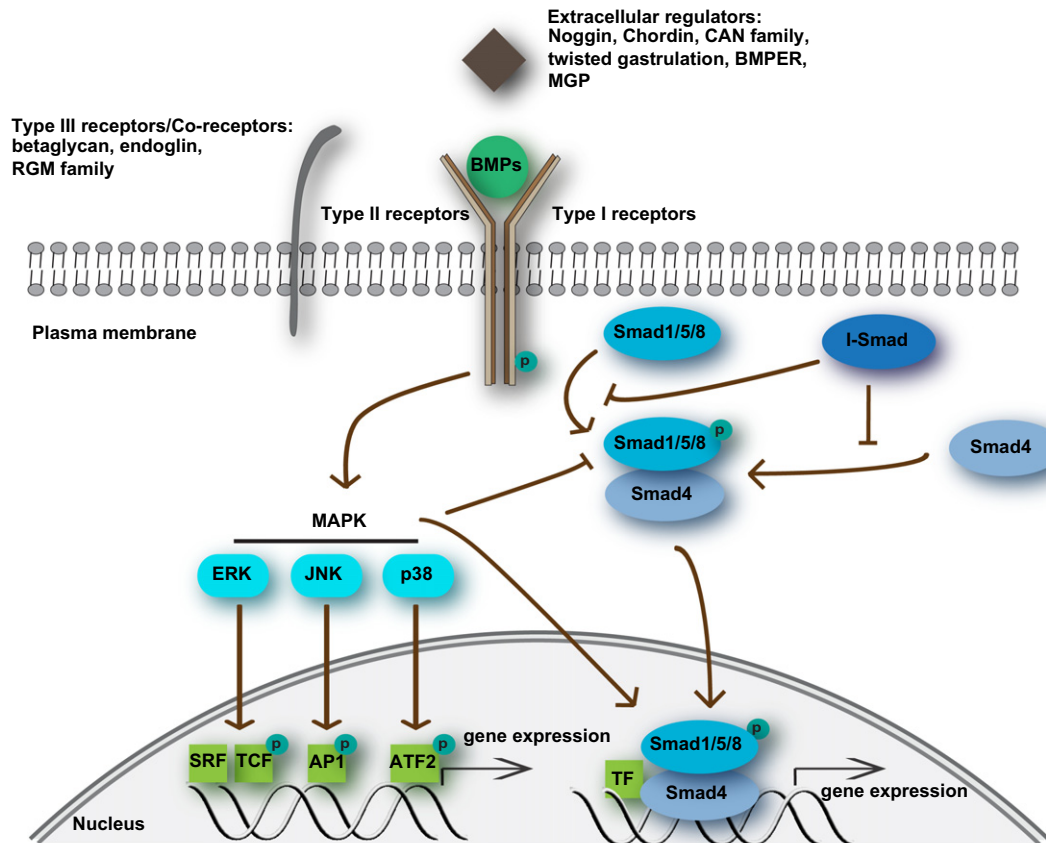 Extracellular regulators:
Noggin, Chordin, CAN family,
twisted gastrulation, BMPER,
MGP
Type III receptors/Co-receptors:
betaglycan, endoglin,
RGM family
BMPs
Type II receptors
Type I receptors
Plasma membrane
Smad1/5/8
I-Smad
p
Smad1/5/8
p
Smad4
Smad4
MAPK
ERK
JNK
p38
gene expression
SRF
TCF
p
AP1
p
ATF2
p
TF
Smad1/5/8
p
Smad4
gene expression
Nucleus